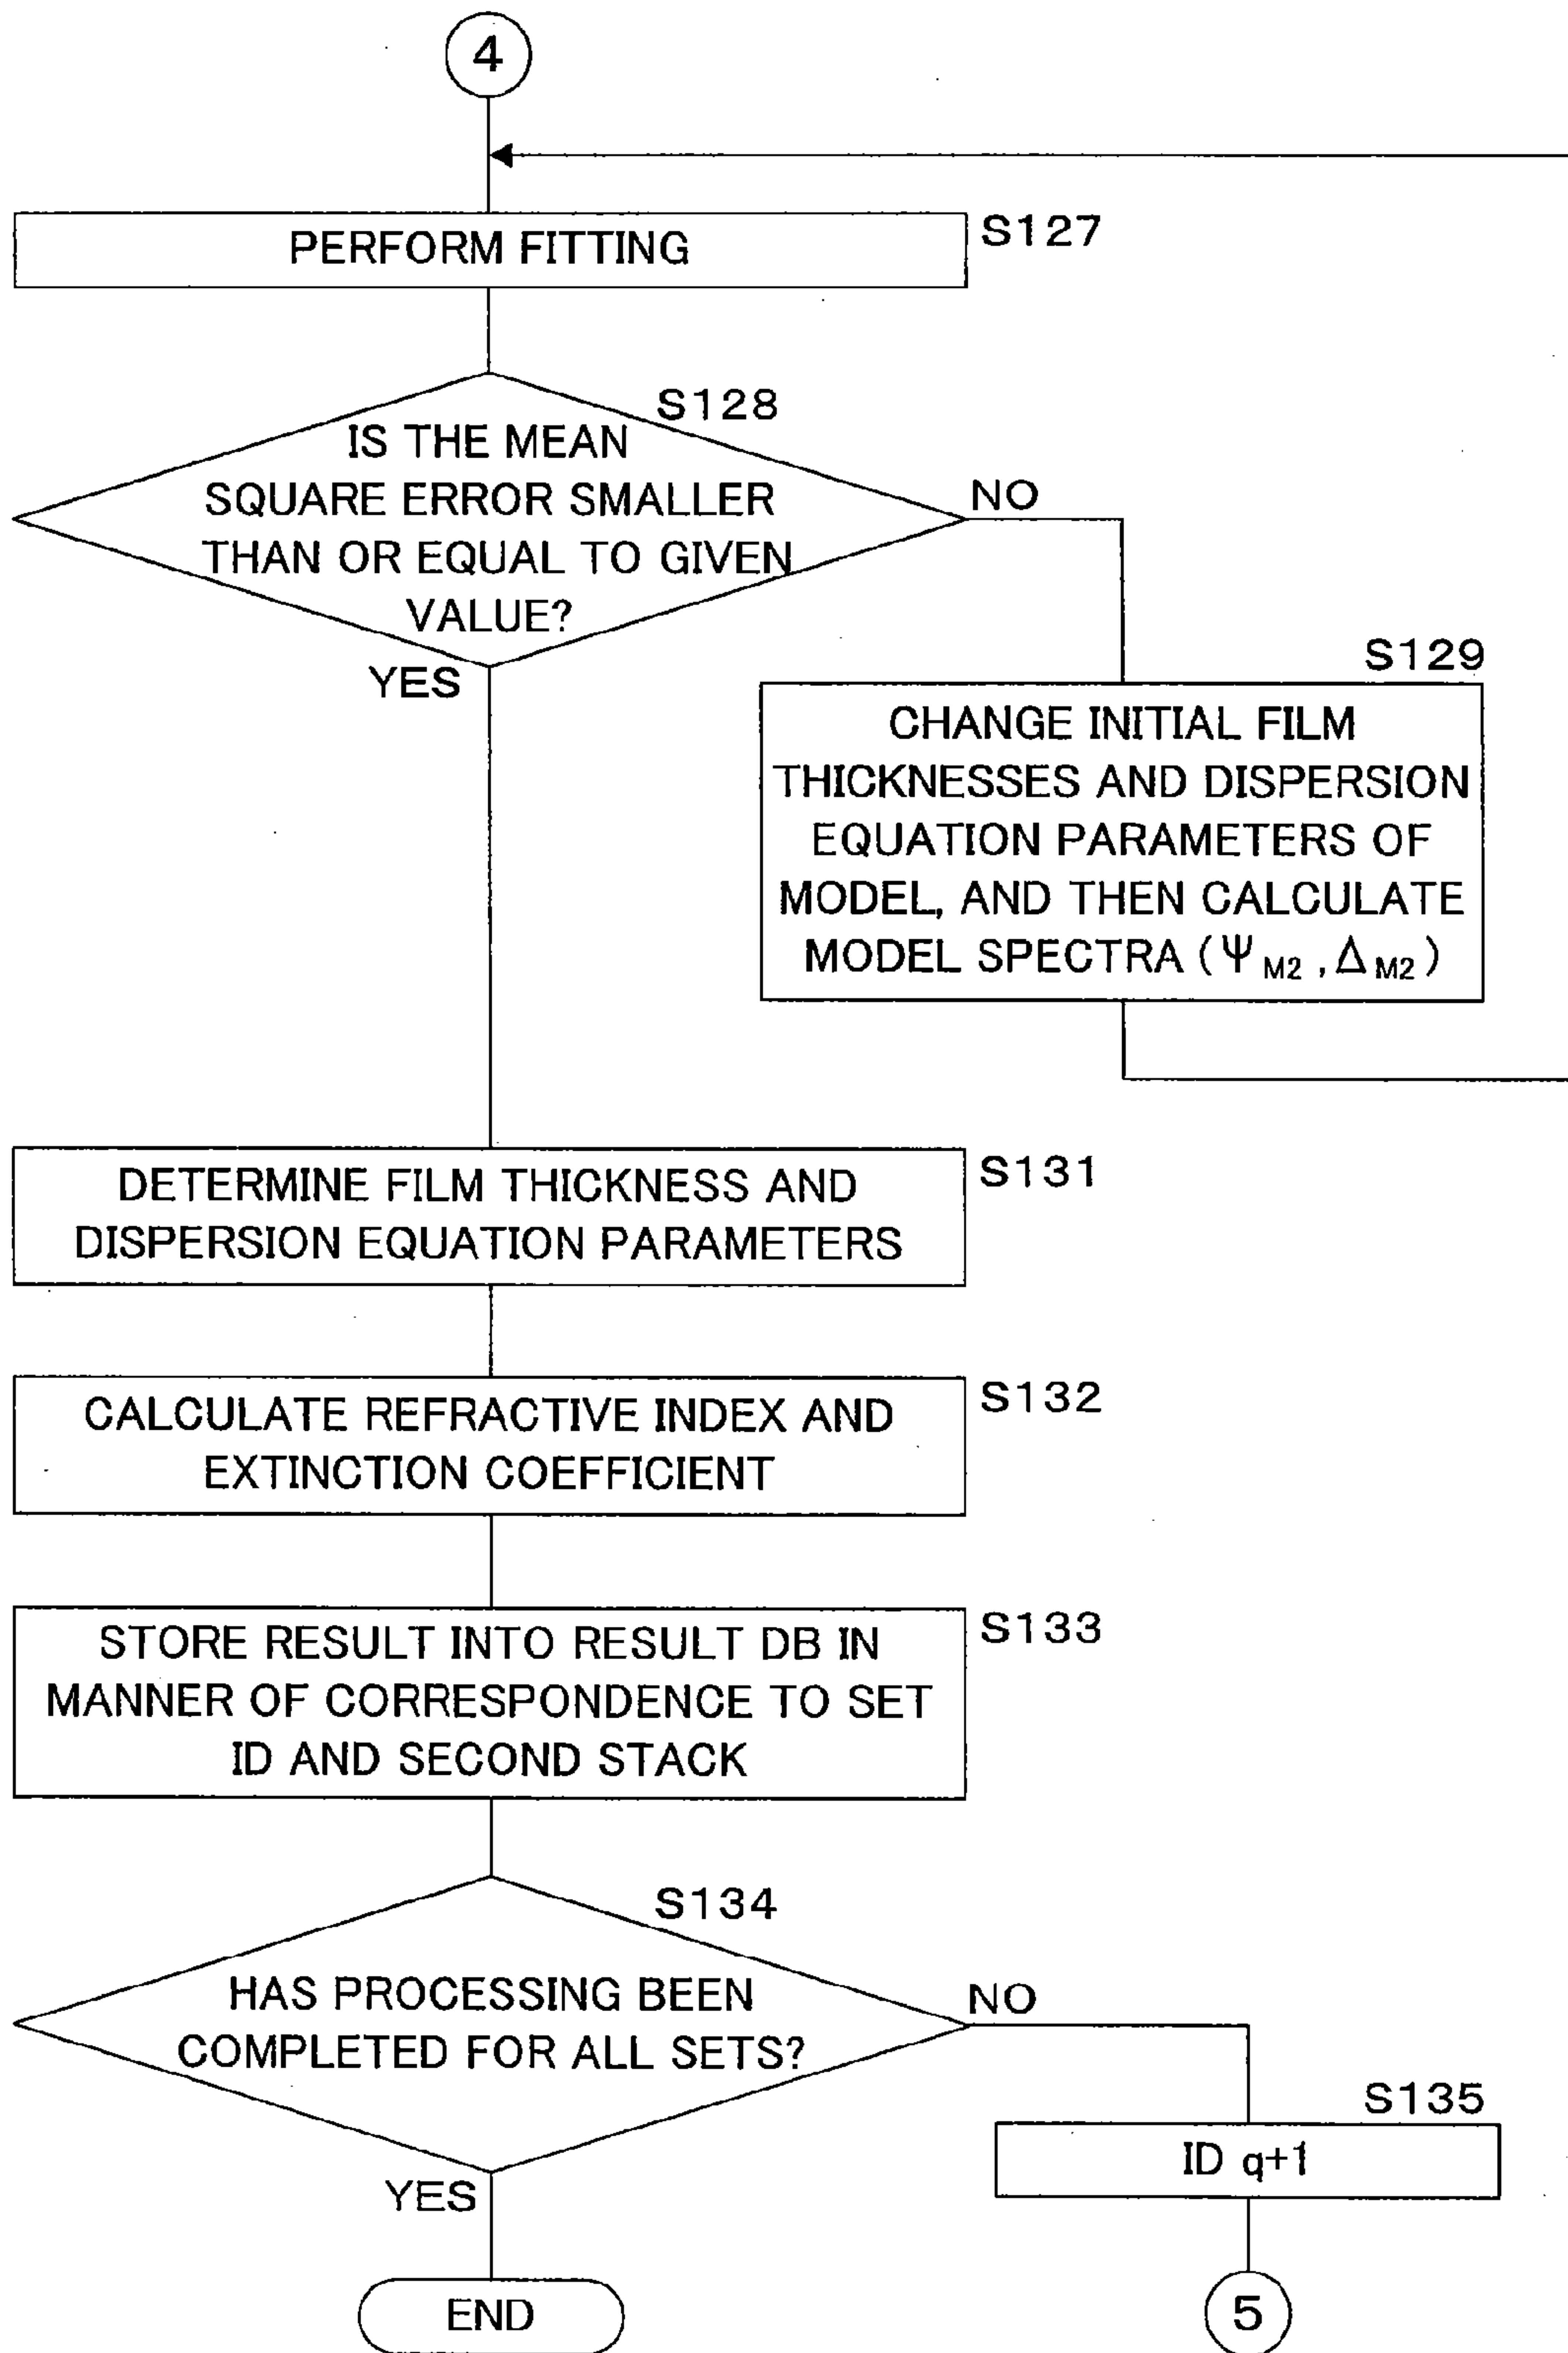 4
PERFORM FITTING
S127
S128
IS THE MEAN
SQUARE ERROR SMALLER
THAN OR EQUAL TO GIVEN
VALUE?
NO
YES
S129
CHANGE INITIAL FILM
THICKNESSES AND DISPERSION
EQUATION PARAMETERS OF
MODEL, AND THEN CALCULATE
MODEL SPECTRA (ΨM2, ΔM2)
DETERMINE FILM THICKNESS AND
DISPERSION EQUATION PARAMETERS
S131
CALCULATE REFRACTIVE INDEX AND
EXTINCTION COEFFICIENT
S132
STORE RESULT INTO RESULT DB IN
MANNER OF CORRESPONDENCE TO SET
ID AND SECOND STACK
S133
S134
HAS PROCESSING BEEN
COMPLETED FOR ALL SETS?
NO
YES
S135
ID q+1
END
5